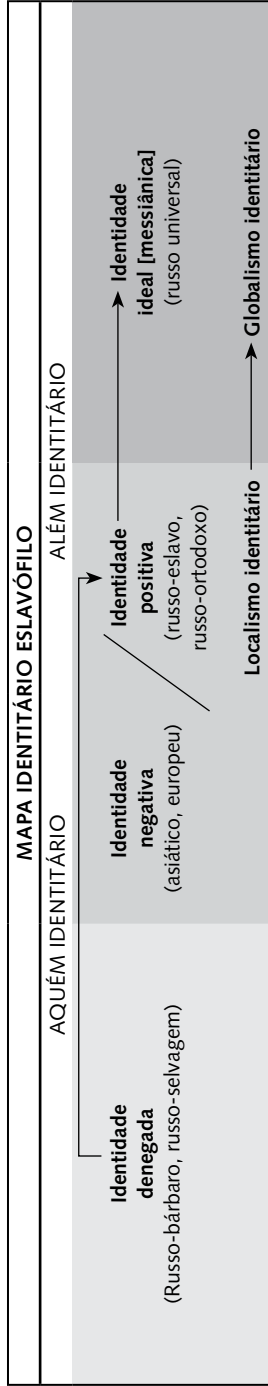 MAPA IDENTITÁRIO ESLAVÓFILO
AQUÉM IDENTITÁRIO
ALÉM IDENTITÁRIO
Identidade
denegada
(Russo-bárbaro, russo-selvagem)
Identidade
negativa
(asiático, europeu)
Identidade
positiva
(russo-eslavo,
russo-ortodoxo)
Identidade
ideal [messiânica]
(russo universal)
Localismo identitário
Globalismo identitário